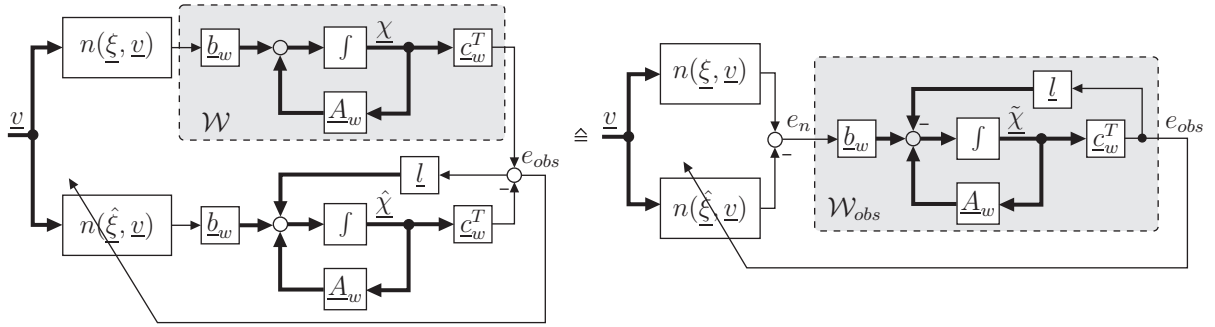 n(ξ, v) b_w ∫ χ c_w^T
A_w
W
v
e_obs
l
n(ξ̂, v) b_w ∫ χ̂ c_w^T
A_w
≙
v
n(ξ, v)
e_n
n(ξ̂, v)
l
b_w ∫ χ̃ c_w^T e_obs
A_w
W_obs